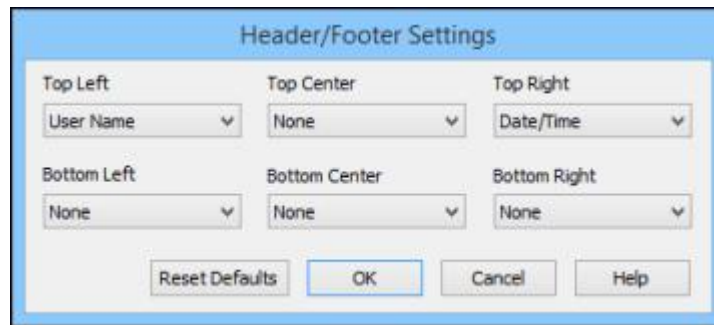 Header/Footer Settings
Top Left Top Center Top Right
User Name None Date/Time
Bottom Left Bottom Center Bottom Right
None None None
Reset Defaults OK Cancel Help